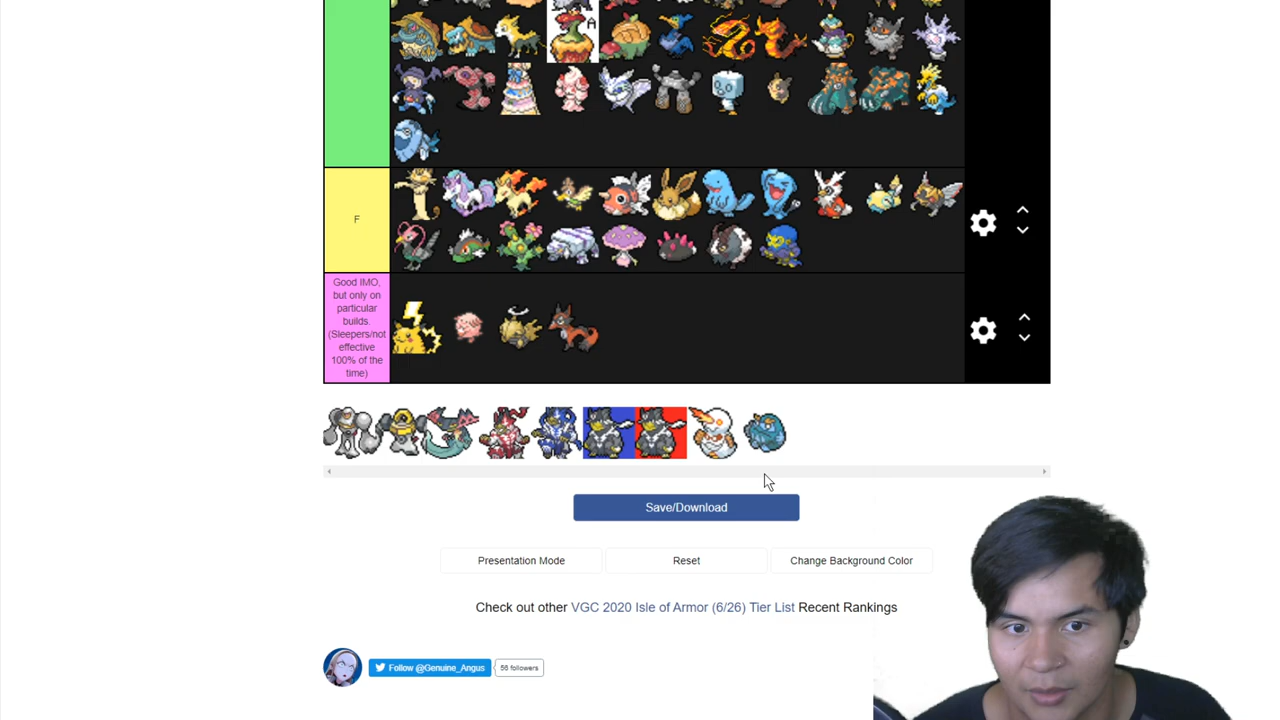 A
F
Good IMO,
but only on
particular
builds.
(Sleepers/not
effective
100% of the
time)
Save/Download
Presentation Mode
Reset
Change Background Color
Check out other VGC 2020 Isle of Armor (6/26) Tier List Recent Rankings
Follow @Genuine_Angus
56 followers